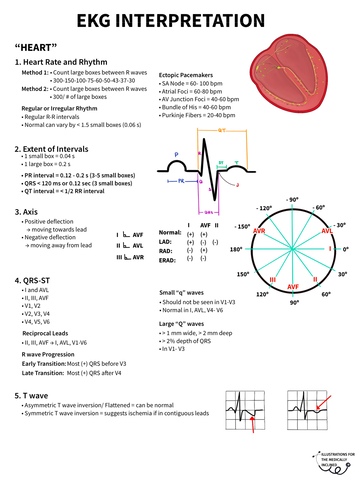 EKG INTERPRETATION
“HEART”
1. Heart Rate and Rhythm
Method 1: • Count large boxes between R waves
• 300-150-100-75-60-50-43-37-30
Method 2: • Count large boxes between R waves
• 300/ # of large boxes
Regular or Irregular Rhythm
• Regular R-R intervals
• Normal can vary by < 1.5 small boxes (0.06 s)
Ectopic Pacemakers
• SA Node = 60- 100 bpm
• Atrial Foci = 60-80 bpm
• AV Junction Foci = 40-60 bpm
• Bundle of His = 40-60 bpm
• Purkinje Fibers = 20-40 bpm
2. Extent of Intervals
• 1 small box = 0.04 s
• 1 large box = 0.2 s
• PR interval = 0.12 - 0.2 s (3-5 small boxes)
• QRS < 120 ms or 0.12 sec (3 small boxes)
• QT interval = < 1/2 RR interval
QT
P
R
T
PR
Q
S
QRS
3. Axis
• Positive deflection
→ moving towards lead
• Negative deflection
→ moving away from lead
I AVF
II AVL
III AVR
I AVF II
Normal: (+) (+)
LAD: (+) (-) (-)
RAD: (-) (+)
ERAD: (-) (-)
- 90°
- 120°
- 60°
- 150°
- 30°
AVR
AVL
180°
I
0°
150°
30°
III
II
AVF
120°
60°
90°
4. QRS-ST
• I and AVL
• II, III, AVF
• V1, V2
• V2, V3, V4
• V4, V5, V6
Reciprocal Leads
• II, III, AVF → I, AVL, V1-V6
R wave Progression
Early Transition: Most (+) QRS before V3
Late Transition: Most (+) QRS after V4
Small “q” waves
• Should not be seen in V1-V3
• Normal in I, AVL, V4- V6
Large “Q” waves
• > 1 mm wide, > 2 mm deep
• > 2% depth of QRS
• In V1- V3
5. T wave
• Asymmetric T wave inversion/ Flattened = can be normal
• Symmetric T wave inversion = suggests ischemia if in contiguous leads
ILLUSTRATIONS FOR
THE MEDICALLY
INCLINED